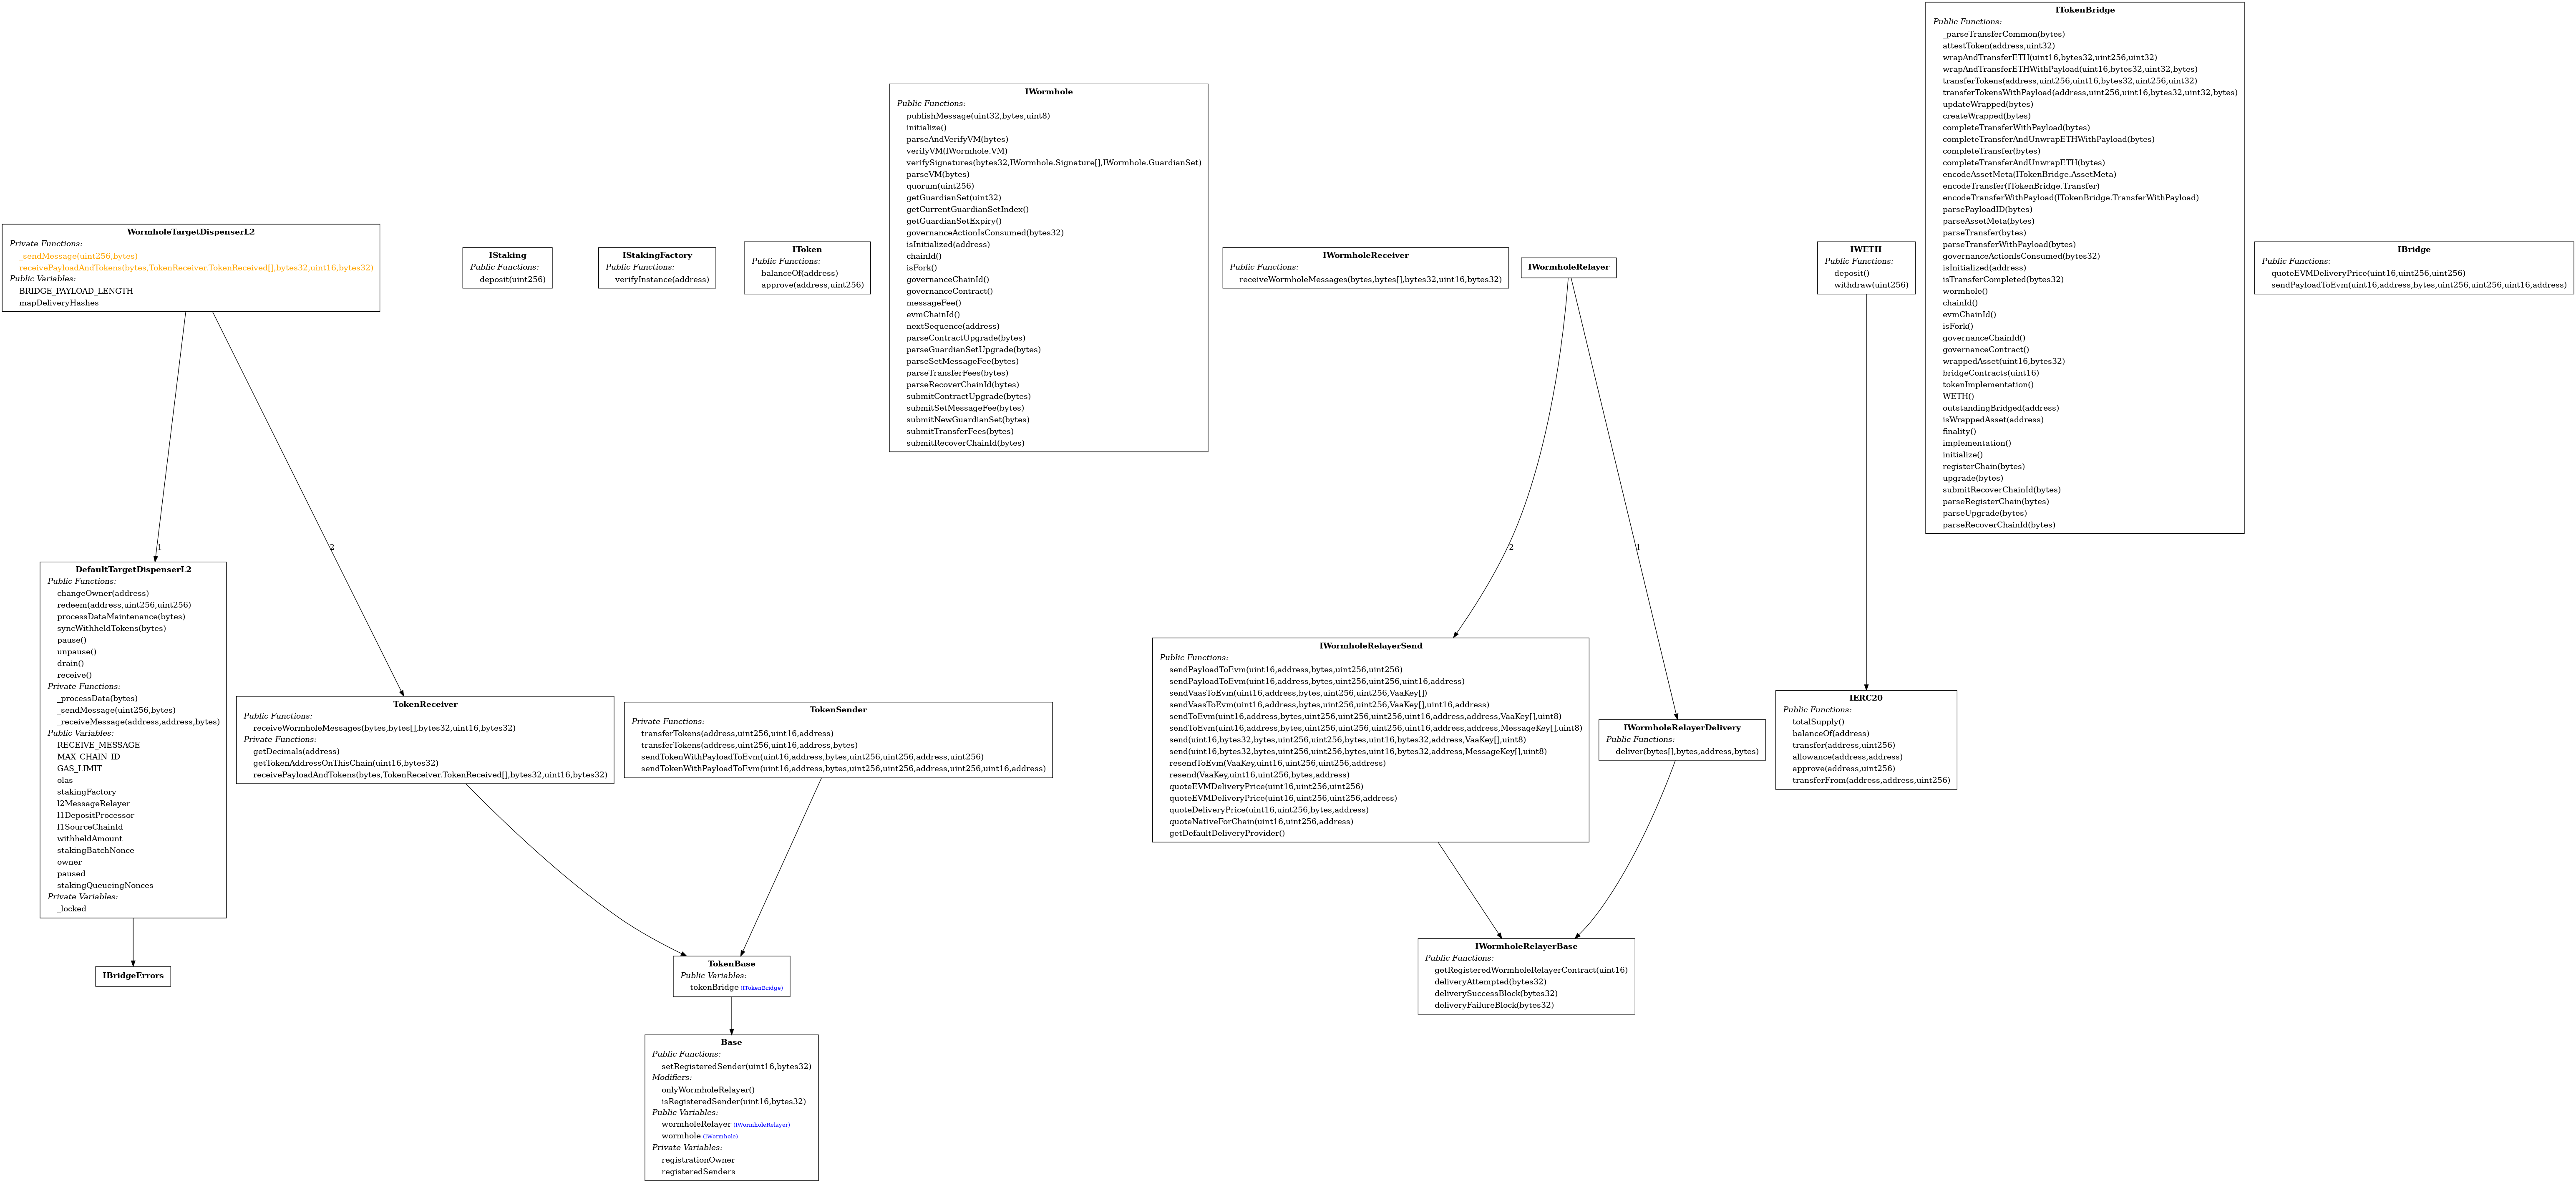 ITokenBridge
Public Functions:
_parseTransferCommon(bytes)
attestToken(address,uint32)
wrapAndTransferETH(uint16,bytes32,uint256,uint32)
wrapAndTransferETHWithPayload(uint16,bytes32,uint32,bytes)
transferTokens(address,uint256,uint16,bytes32,uint256,uint32)
transferTokensWithPayload(address,uint256,uint16,bytes32,uint32,bytes)
updateWrapped(bytes)
createWrapped(bytes)
completeTransferWithPayload(bytes)
completeTransferAndUnwrapETHWithPayload(bytes)
completeTransfer(bytes)
completeTransferAndUnwrapETH(bytes)
encodeAssetMeta(ITokenBridge.AssetMeta)
encodeTransfer(ITokenBridge.Transfer)
encodeTransferWithPayload(ITokenBridge.TransferWithPayload)
parsePayloadID(bytes)
parseAssetMeta(bytes)
parseTransfer(bytes)
parseTransferWithPayload(bytes)
governanceActionIsConsumed(bytes32)
isInitialized(address)
isTransferCompleted(bytes32)
wormhole()
chainId()
evmChainId()
isFork()
governanceChainId()
governanceContract()
wrappedAsset(uint16,bytes32)
bridgeContracts(uint16)
tokenImplementation()
WETH()
outstandingBridged(address)
isWrappedAsset(address)
finality()
implementation()
initialize()
registerChain(bytes)
upgrade(bytes)
submitRecoverChainId(bytes)
parseRegisterChain(bytes)
parseUpgrade(bytes)
parseRecoverChainId(bytes)
IWormhole
Public Functions:
publishMessage(uint32,bytes,uint8)
initialize()
parseAndVerifyVM(bytes)
verifyVM(IWormhole.VM)
verifySignatures(bytes32,IWormhole.Signature[],IWormhole.GuardianSet)
parseVM(bytes)
quorum(uint256)
getGuardianSet(uint32)
getCurrentGuardianSetIndex()
getGuardianSetExpiry()
governanceActionIsConsumed(bytes32)
isInitialized(address)
chainId()
isFork()
governanceChainId()
governanceContract()
messageFee()
evmChainId()
nextSequence(address)
parseContractUpgrade(bytes)
parseGuardianSetUpgrade(bytes)
parseSetMessageFee(bytes)
parseTransferFees(bytes)
parseRecoverChainId(bytes)
submitContractUpgrade(bytes)
submitSetMessageFee(bytes)
submitNewGuardianSet(bytes)
submitTransferFees(bytes)
submitRecoverChainId(bytes)
WormholeTargetDispenserL2
Private Functions:
_sendMessage(uint256,bytes)
receivePayloadAndTokens(bytes,TokenReceiver.TokenReceived[],bytes32,uint16,bytes32)
Public Variables:
BRIDGE_PAYLOAD_LENGTH
mapDeliveryHashes
IStaking
Public Functions:
deposit(uint256)
IStakingFactory
Public Functions:
verifyInstance(address)
IToken
Public Functions:
balanceOf(address)
approve(address,uint256)
IWormholeReceiver
Public Functions:
receiveWormholeMessages(bytes,bytes[],bytes32,uint16,bytes32)
IWormholeRelayer
IWETH
Public Functions:
deposit()
withdraw(uint256)
IBridge
Public Functions:
quoteEVMDeliveryPrice(uint16,uint256,uint256)
sendPayloadToEvm(uint16,address,bytes,uint256,uint256,uint16,address)
1
2
2
1
DefaultTargetDispenserL2
Public Functions:
changeOwner(address)
redeem(address,uint256,uint256)
processDataMaintenance(bytes)
syncWithheldTokens(bytes)
pause()
unpause()
drain()
receive()
Private Functions:
_processData(bytes)
_sendMessage(uint256,bytes)
_receiveMessage(address,address,bytes)
Public Variables:
RECEIVE_MESSAGE
MAX_CHAIN_ID
GAS_LIMIT
olas
stakingFactory
l2MessageRelayer
l1DepositProcessor
l1SourceChainId
withheldAmount
stakingBatchNonce
owner
paused
stakingQueueingNonces
Private Variables:
_locked
TokenReceiver
Public Functions:
receiveWormholeMessages(bytes,bytes[],bytes32,uint16,bytes32)
Private Functions:
getDecimals(address)
getTokenAddressOnThisChain(uint16,bytes32)
receivePayloadAndTokens(bytes,TokenReceiver.TokenReceived[],bytes32,uint16,bytes32)
TokenSender
Private Functions:
transferTokens(address,uint256,uint16,address)
transferTokens(address,uint256,uint16,address,bytes)
sendTokenWithPayloadToEvm(uint16,address,bytes,uint256,uint256,address,uint256)
sendTokenWithPayloadToEvm(uint16,address,bytes,uint256,uint256,address,uint256,uint16,address)
IWormholeRelayerSend
Public Functions:
sendPayloadToEvm(uint16,address,bytes,uint256,uint256)
sendPayloadToEvm(uint16,address,bytes,uint256,uint256,uint16,address)
sendVaasToEvm(uint16,address,bytes,uint256,uint256,VaaKey[])
sendVaasToEvm(uint16,address,bytes,uint256,uint256,VaaKey[],uint16,address)
sendToEvm(uint16,address,bytes,uint256,uint256,uint256,uint16,address,address,VaaKey[],uint8)
sendToEvm(uint16,address,bytes,uint256,uint256,uint256,uint16,address,address,MessageKey[],uint8)
send(uint16,bytes32,bytes,uint256,uint256,bytes,uint16,bytes32,address,VaaKey[],uint8)
send(uint16,bytes32,bytes,uint256,uint256,bytes,uint16,bytes32,address,MessageKey[],uint8)
resendToEvm(VaaKey,uint16,uint256,uint256,address)
resend(VaaKey,uint16,uint256,bytes,address)
quoteEVMDeliveryPrice(uint16,uint256,uint256)
quoteEVMDeliveryPrice(uint16,uint256,uint256,address)
quoteDeliveryPrice(uint16,uint256,bytes,address)
quoteNativeForChain(uint16,uint256,address)
getDefaultDeliveryProvider()
IWormholeRelayerDelivery
Public Functions:
deliver(bytes[],bytes,address,bytes)
IERC20
Public Functions:
totalSupply()
balanceOf(address)
transfer(address,uint256)
allowance(address,address)
approve(address,uint256)
transferFrom(address,address,uint256)
IBridgeErrors
TokenBase
Public Variables:
tokenBridge (ITokenBridge)
IWormholeRelayerBase
Public Functions:
getRegisteredWormholeRelayerContract(uint16)
deliveryAttempted(bytes32)
deliverySuccessBlock(bytes32)
deliveryFailureBlock(bytes32)
Base
Public Functions:
setRegisteredSender(uint16,bytes32)
Modifiers:
onlyWormholeRelayer()
isRegisteredSender(uint16,bytes32)
Public Variables:
wormholeRelayer (IWormholeRelayer)
wormhole (IWormhole)
Private Variables:
registrationOwner
registeredSenders